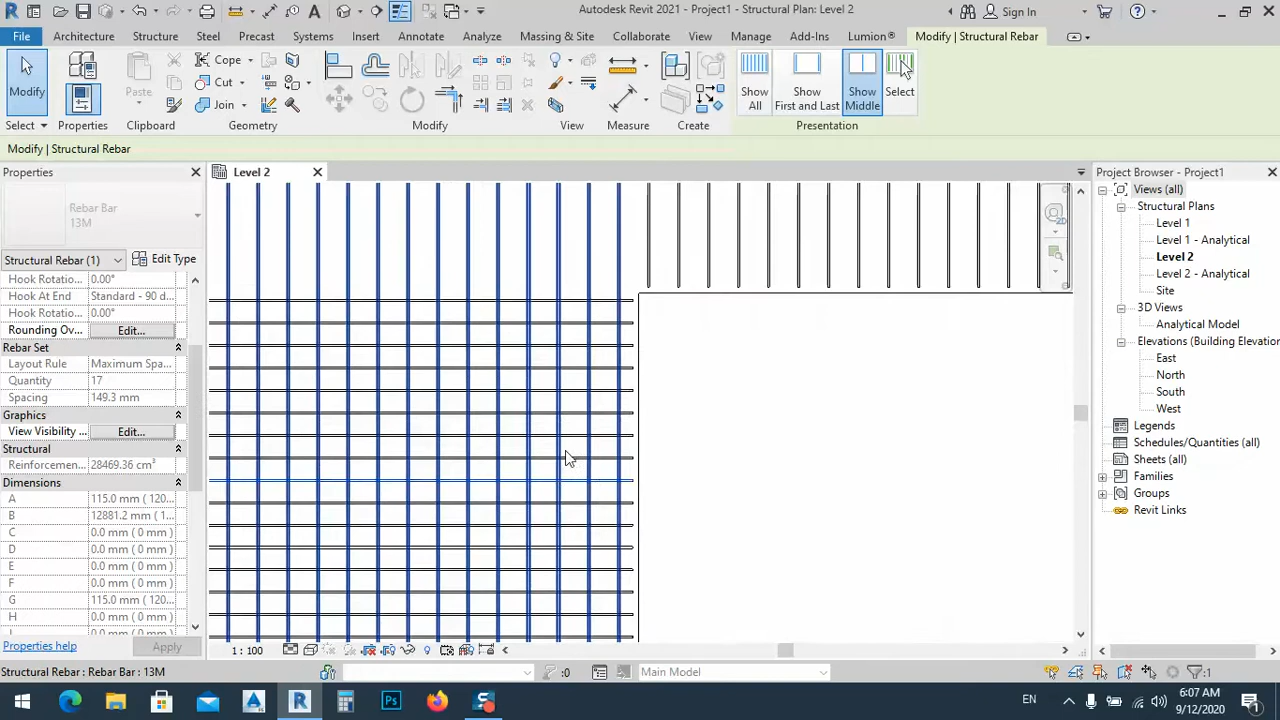 Autodesk Revit 2021 - Project1 - Structural Plan: Level 2
Sign In
File
Architecture
Structure
Steel
Precast
Systems
Insert
Annotate
Analyze
Massing & Site
Collaborate
View
Manage
Add-Ins
Lumion®
Modify | Structural Rebar
Modify
Paste
Cope
Cut
Join
Show All
Show First and Last
Show Middle
Select
Select
Properties
Clipboard
Geometry
Modify
View
Measure
Create
Presentation
Modify | Structural Rebar
Properties
Rebar Bar
13M
Structural Rebar (1)
Edit Type
Hook Rotatio... 0.00°
Hook At End Standard - 90 d...
Hook Rotatio... 0.00°
Rounding Ov... Edit...
Rebar Set
Layout Rule Maximum Spa...
Quantity 17
Spacing 149.3 mm
Graphics
View Visibility ... Edit...
Structural
Reinforcemen... 28469.36 cm³
Dimensions
A 115.0 mm ( 120...
B 12881.2 mm ( 1...
C 0.0 mm ( 0 mm )
D 0.0 mm ( 0 mm )
E 0.0 mm ( 0 mm )
F 0.0 mm ( 0 mm )
G 115.0 mm ( 120...
H 0.0 mm ( 0 mm )
Properties help
Apply
Level 2
2D
1 : 100
Project Browser - Project1
Views (all)
Structural Plans
Level 1
Level 1 - Analytical
Level 2
Level 2 - Analytical
Site
3D Views
Analytical Model
Elevations (Building Elevation
East
North
South
West
Legends
Schedules/Quantities (all)
Sheets (all)
Families
Groups
Revit Links
Structural Rebar : Rebar Bar : 13M
:0
Main Model
:1
EN
6:07 AM
9/12/2020